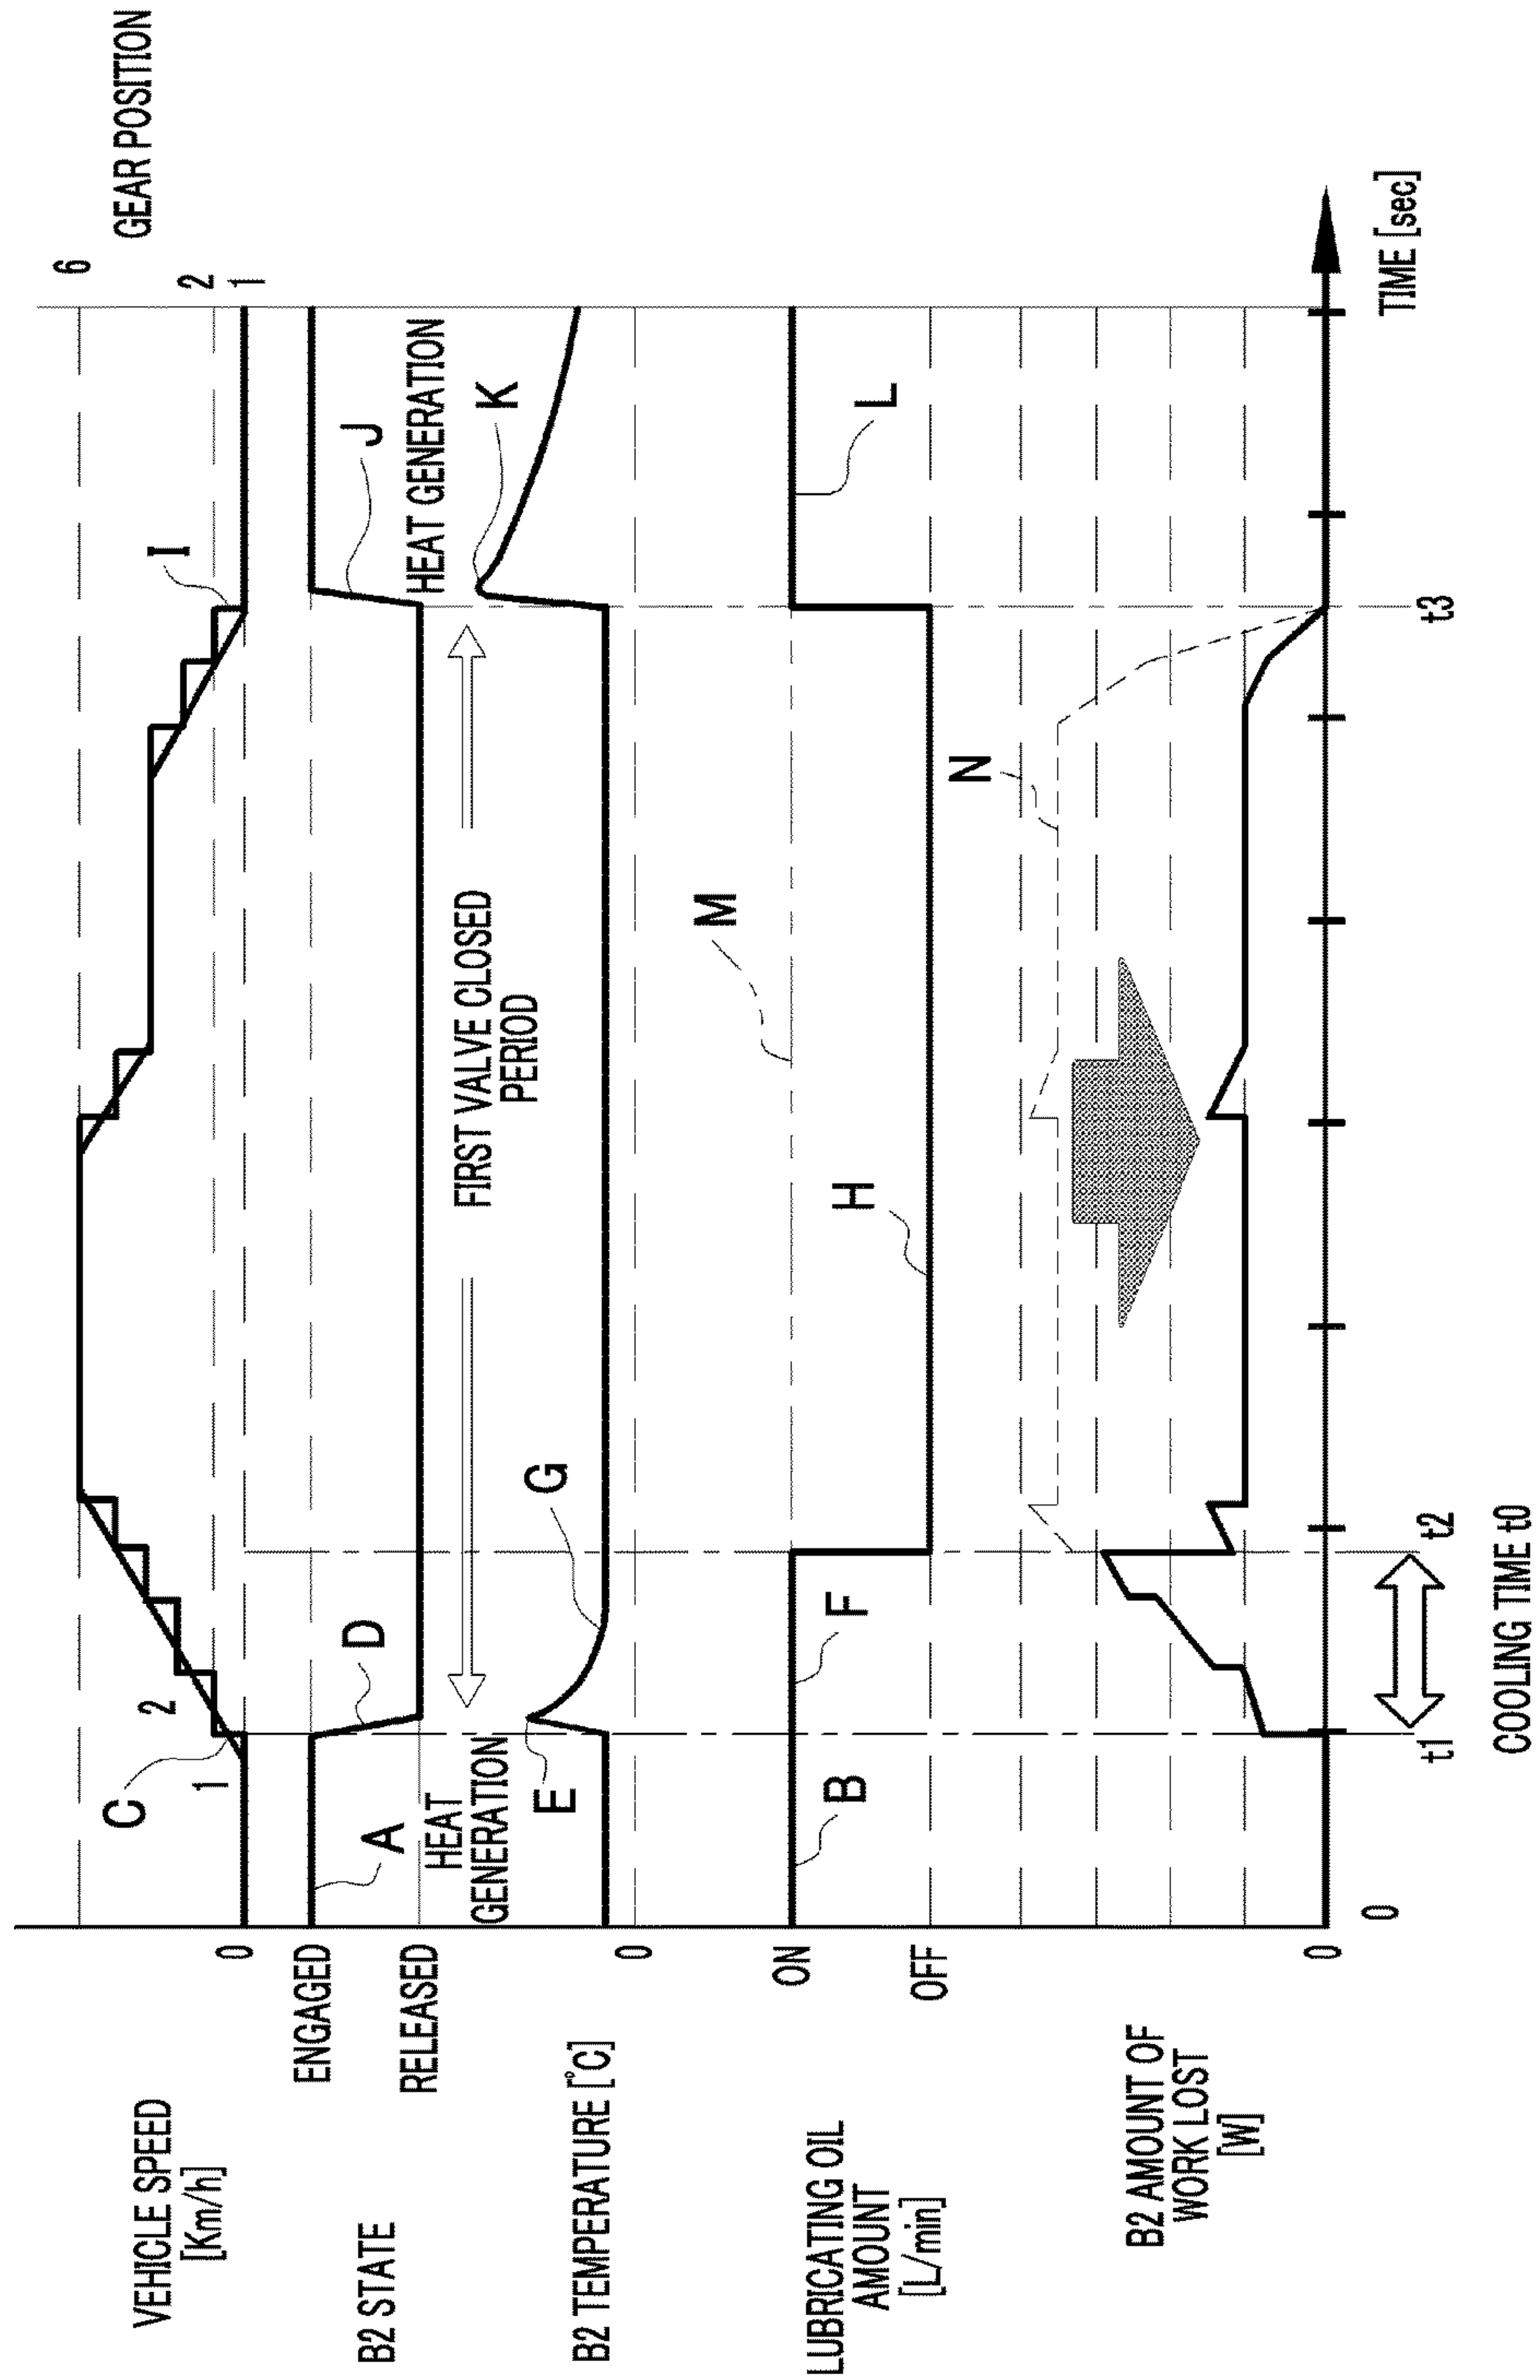 GEAR POSITION
6
2
1
VEHICLE SPEED
[Km/h]
0
C
1
2
I
B2 STATE
ENGAGED
RELEASED
A
D
J
HEAT
GENERATION
FIRST VALVE CLOSED
PERIOD
HEAT GENERATION
B2 TEMPERATURE [°C]
0
E
G
K
LUBRICATING OIL
AMOUNT
[L/min]
ON
OFF
B
F
H
M
L
B2 AMOUNT OF
WORK LOST
[W]
0
N
0
t1
t2
t3
TIME [sec]
COOLING TIME t0